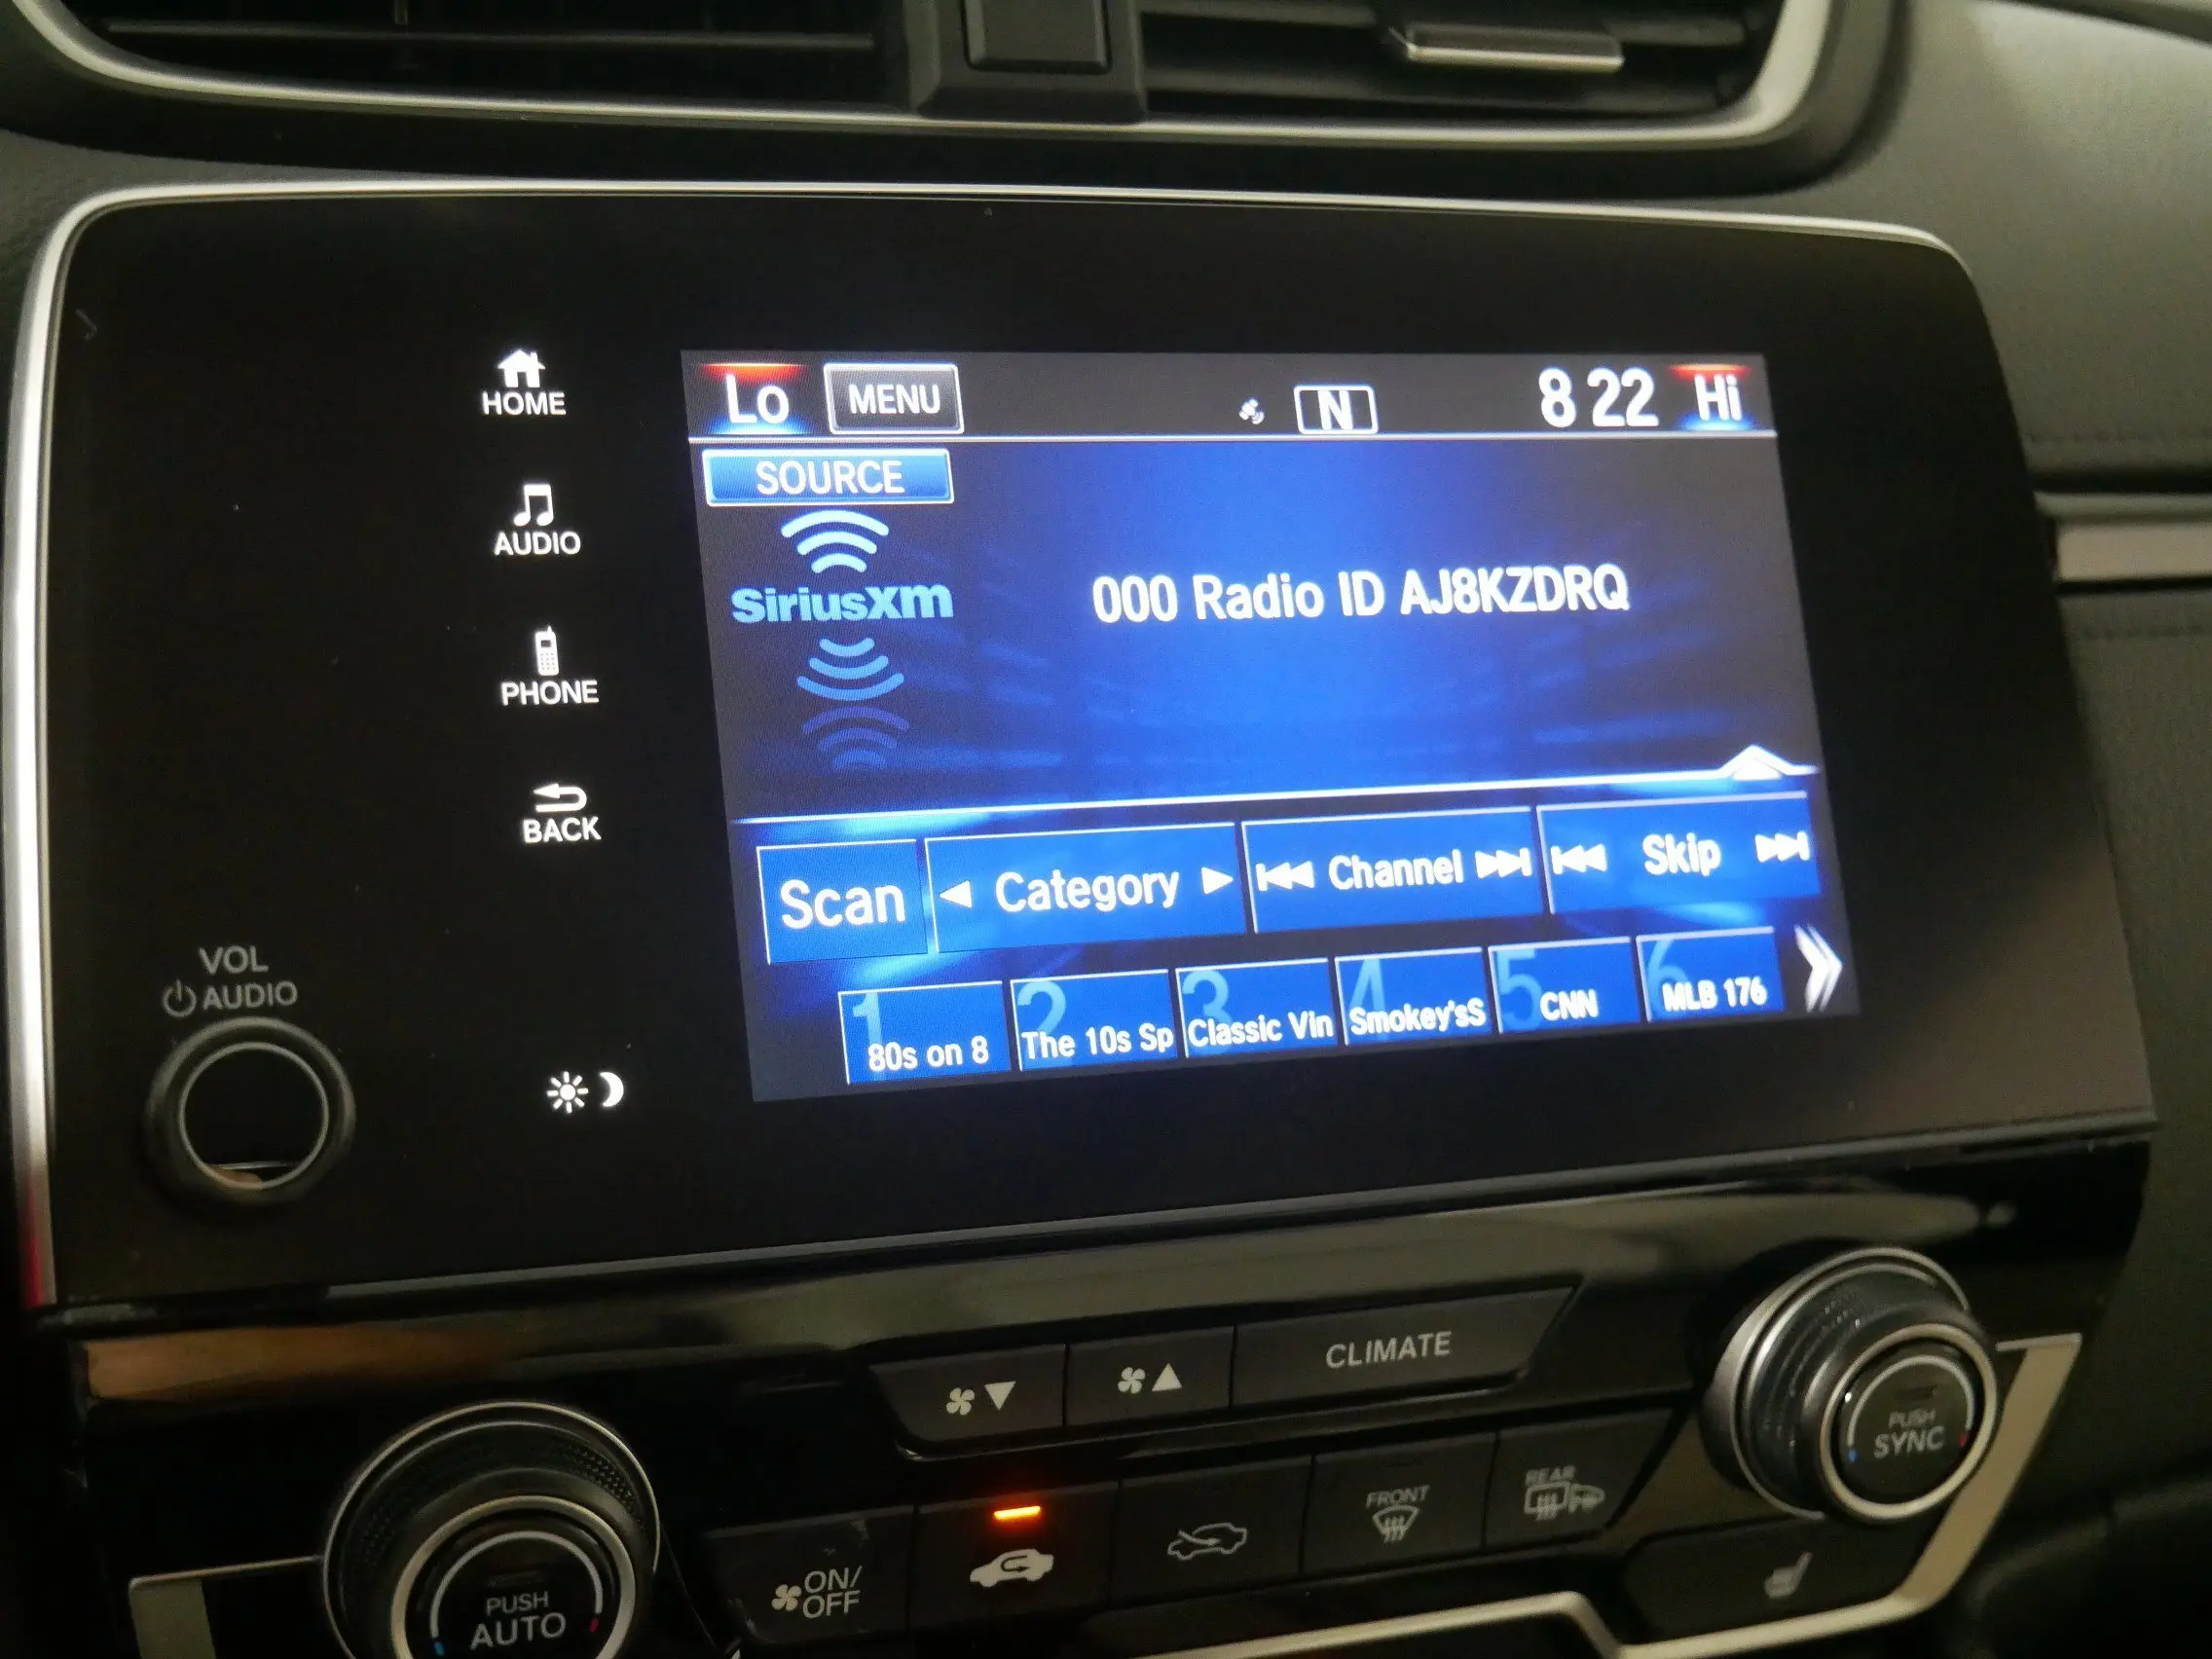 Lo MENU N 8 22 Hi
HOME
SOURCE
AUDIO
SiriusXM
000 Radio ID AJ8KZDRQ
PHONE
BACK
Scan Category Channel Skip
1 80s on 8
2 The 10s Sp
3 Classic Vin
4 Smokey'sS
5 CNN
6 MLB 176
VOL
AUDIO
CLIMATE
PUSH
SYNC
FRONT
REAR
ON/
OFF
PUSH
AUTO